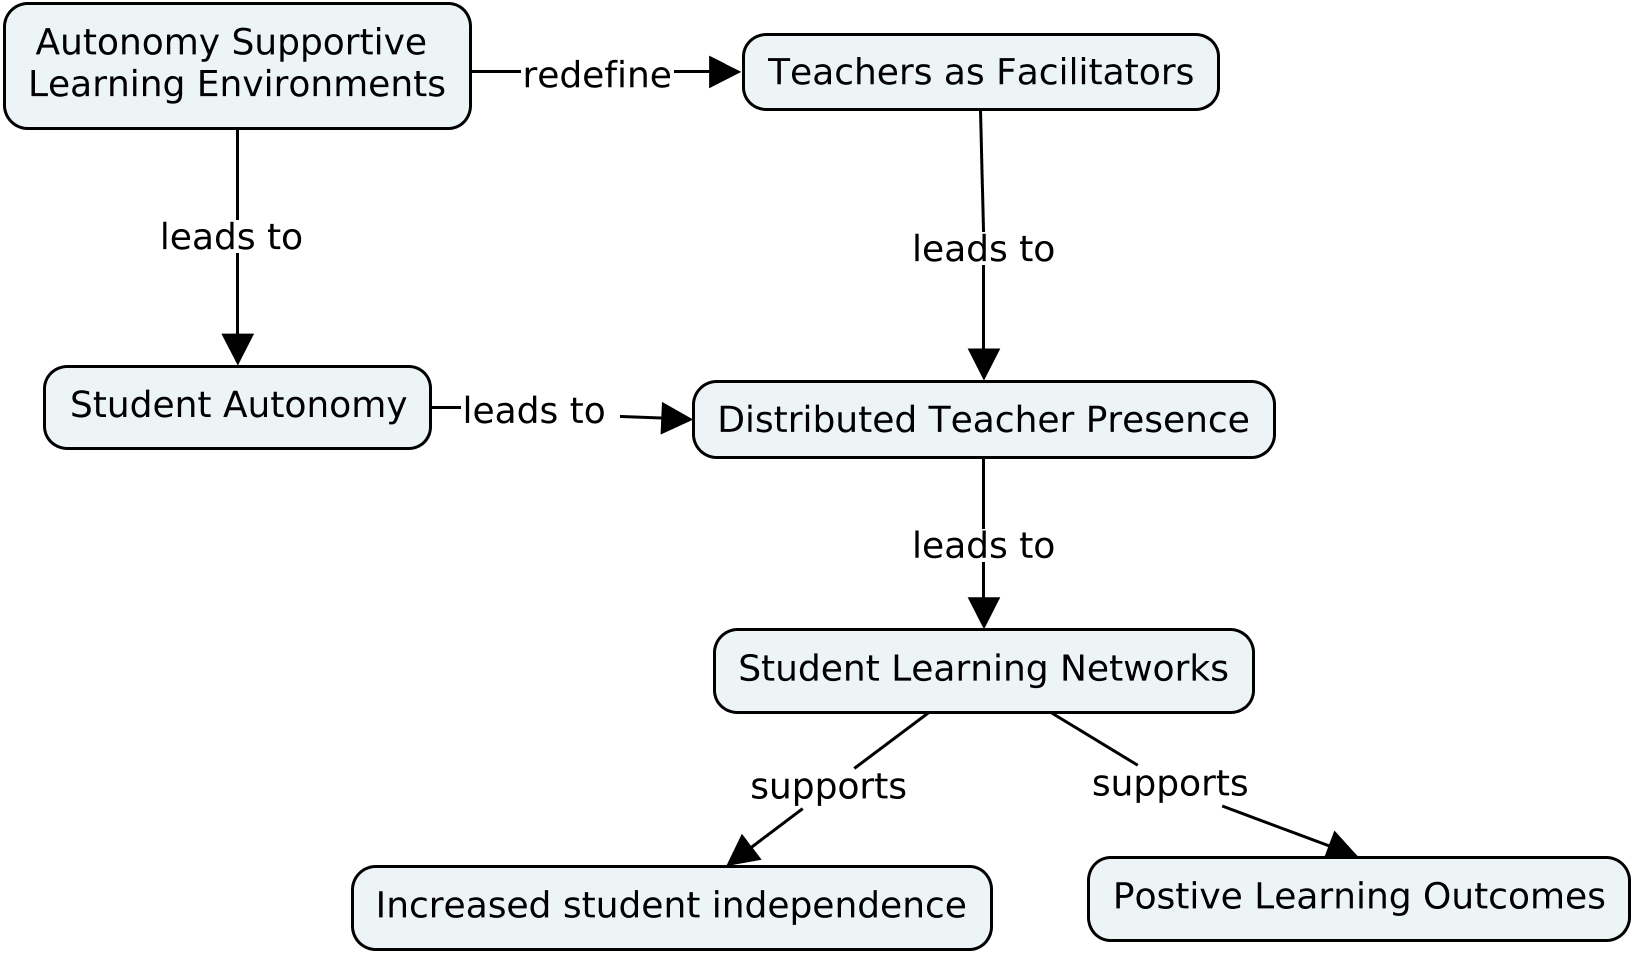 Autonomy Supportive
Learning Environments
redefine
Teachers as Facilitators
leads to
leads to
Student Autonomy
leads to
Distributed Teacher Presence
leads to
Student Learning Networks
supports
supports
Increased student independence
Postive Learning Outcomes